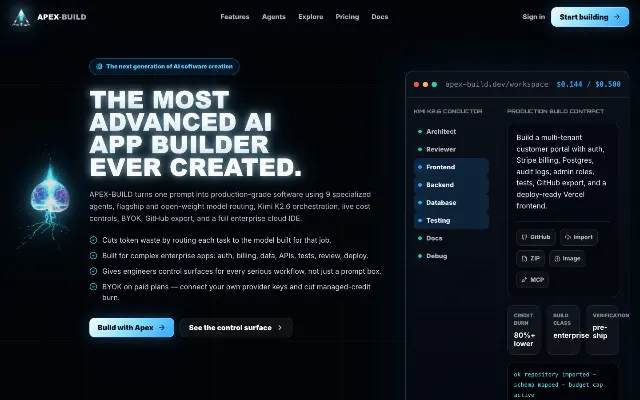 APEX-BUILD
Features
Agents
Explore
Pricing
Docs
Sign in
Start building →
The next generation of AI software creation
THE MOST
ADVANCED AI
APP BUILDER
EVER CREATED.
APEX-BUILD turns one prompt into production-grade software using 9 specialized
agents, flagship and open-weight model routing, Kimi K2.6 orchestration, live cost
controls, BYOK, GitHub export, and a full enterprise cloud IDE.
Cuts token waste by routing each task to the model built for that job.
Built for complex enterprise apps: auth, billing, data, APIs, tests, review, deploy.
Gives engineers control surfaces for every serious workflow, not just a prompt box.
BYOK on paid plans — connect your own provider keys and cut managed-credit
burn.
Build with Apex →
See the control surface >
apex-build.dev/workspace
$0.144 / $0.500
KIMI K2.6 CONDUCTOR
Architect
Reviewer
Frontend
Backend
Database
Testing
Docs
Debug
PRODUCTION BUILD CONTRACT
Build a multi-tenant
customer portal with auth,
Stripe billing, Postgres,
audit logs, admin roles,
tests, GitHub export, and a
deploy-ready Vercel
frontend.
GitHub
Import
ZIP
Image
MCP
CREDIT
BURN
80%+
lower
BUILD
CLASS
enterprise
VERIFICATION
pre-
ship
ok repository imported —
schema mapped — budget cap
active